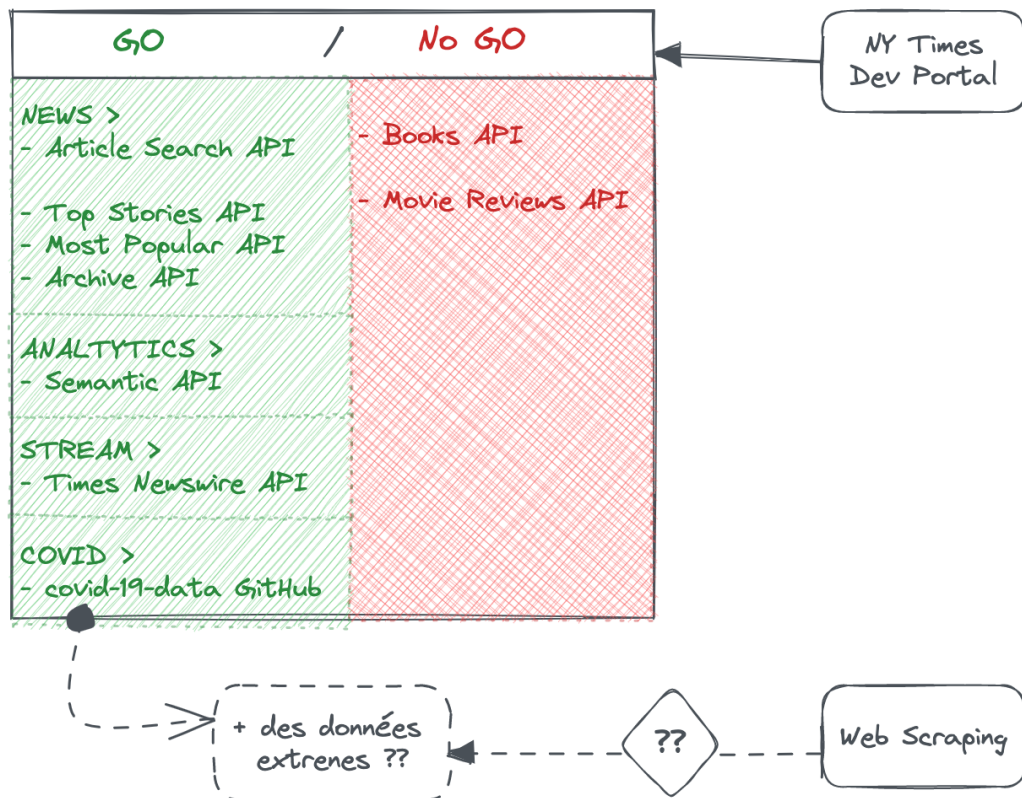 GO / No GO
NY Times
Dev Portal
NEWS >
- Article Search API
- Top Stories API
- Most Popular API
- Archive API
- Books API
- Movie Reviews API
ANALTYTICS >
- Semantic API
STREAM >
- Times Newswire API
COVID >
- covid-19-data GitHub
+ des données
extrenes ??
??
Web Scraping